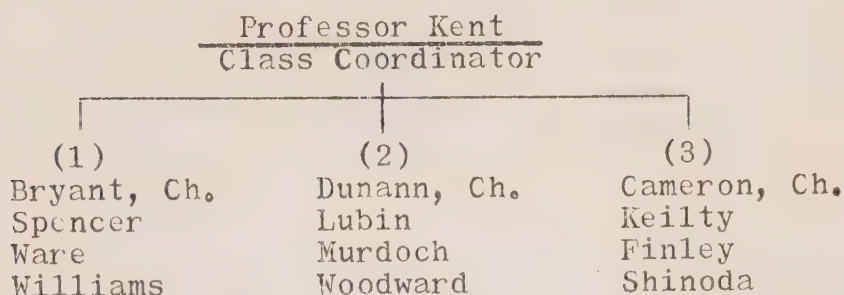 Professor Kent
Class Coordinator
(1) (2) (3)
Bryant, Ch. Dunann, Ch. Cameron, Ch.
Spencer Lubin Keilty
Ware Murdoch Finley
Williams Woodward Shinoda